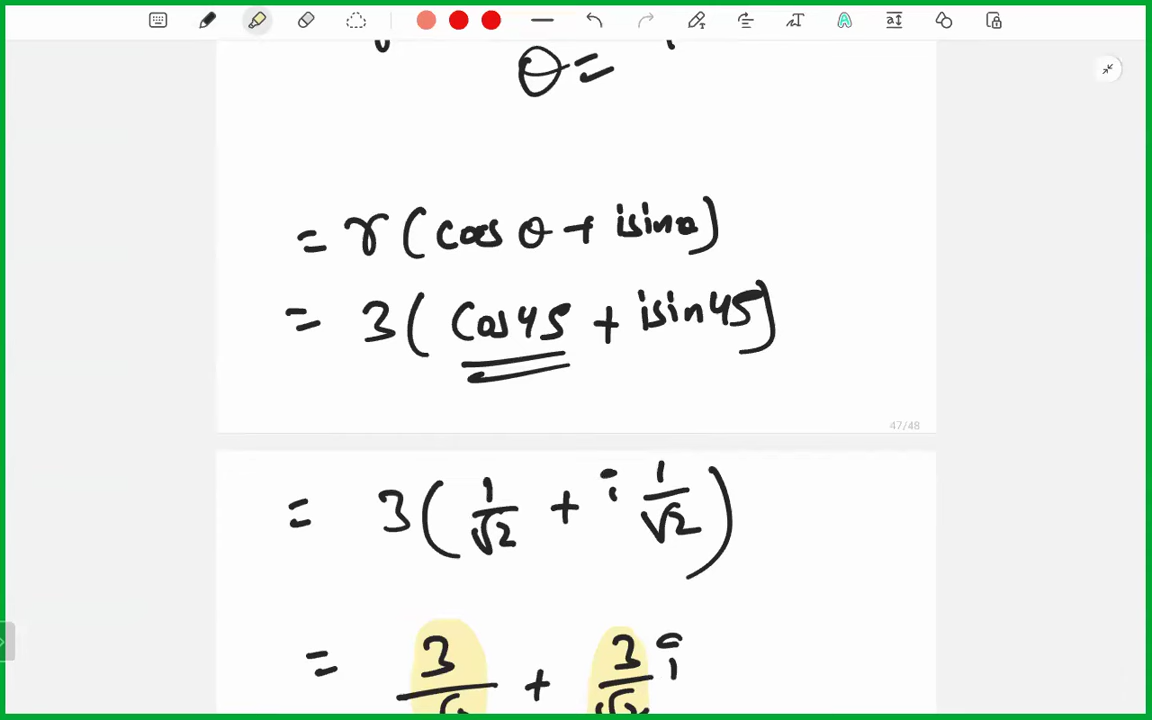 θ =
= r ( cos θ + i sin θ )
= 3 ( Cos 45 + i sin 45 )
47/48
= 3 ( 1/√2 + i 1/√2 )
= 3/√2 + 3/√2 i